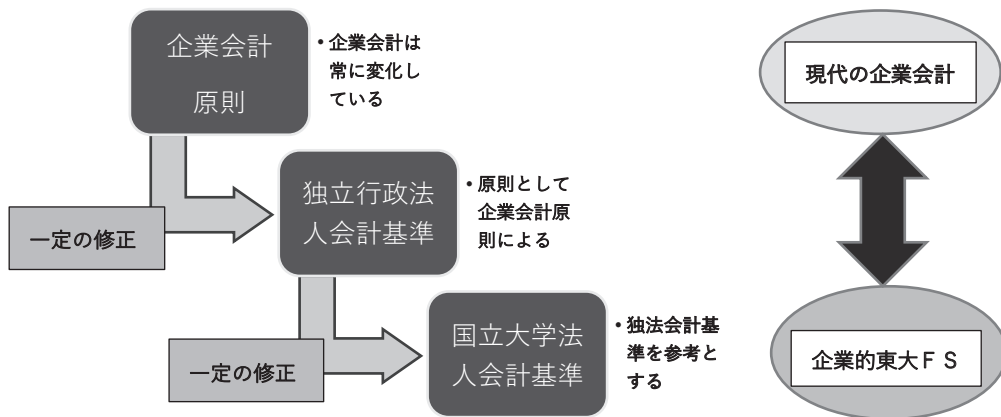 企業会計
原則
・企業会計は
常に変化し
ている
現代の企業会計
一定の修正
独立行政法
人会計基準
・原則として
企業会計原
則による
一定の修正
国立大学法
人会計基準
・独法会計基
準を参考と
する
企業的東大ＦＳ